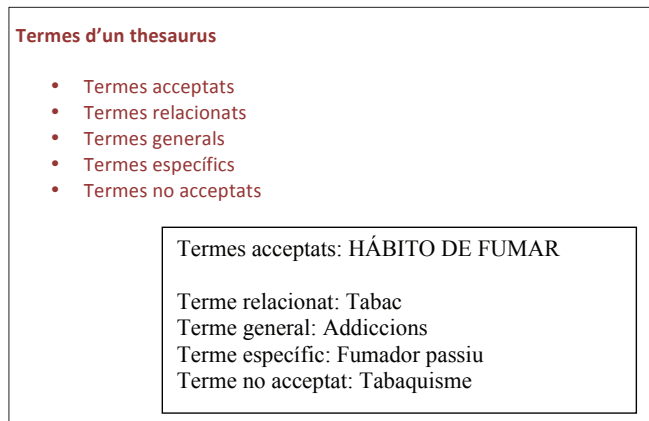 Termes d’un thesaurus
• Termes acceptats
• Termes relacionats
• Termes generals
• Termes específics
• Termes no acceptats
Termes acceptats: HÁBITO DE FUMAR
Terme relacionat: Tabac
Terme general: Addiccions
Terme específic: Fumador passiu
Terme no acceptat: Tabaquisme